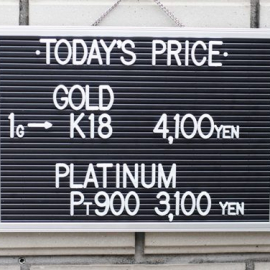 ·TODAY'S PRICE·
GOLD
1G→ K18 4,100YEN
PLATINUM
PT900 3,100 YEN